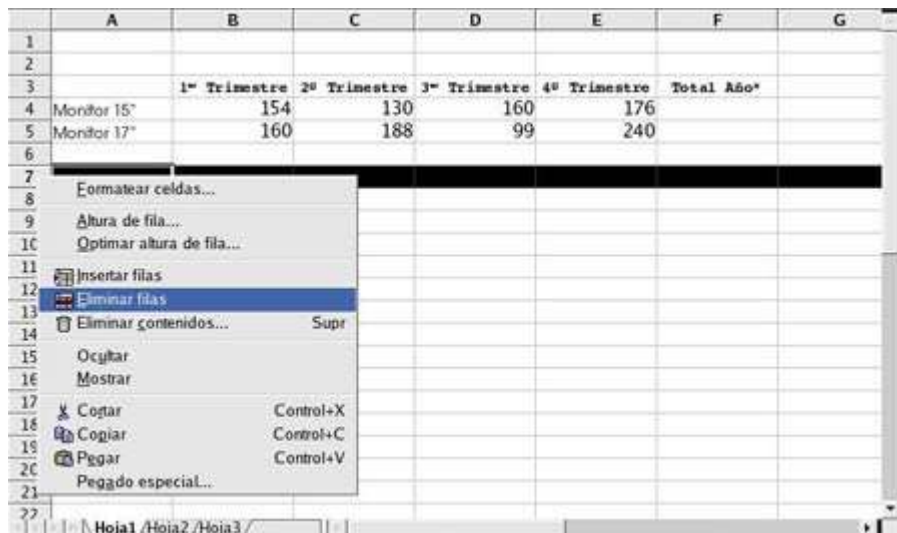 A B C D E F G
1
2
3 1er Trimestre 2º Trimestre 3er Trimestre 4º Trimestre Total Año*
4 Monitor 15" 154 130 160 176
5 Monitor 17" 160 188 99 240
6
7
Formatear celdas...
8
9 Altura de fila...
10 Optimar altura de fila...
11 Insertar filas
12 Eliminar filas
13 Eliminar contenidos... Supr
14
15 Ocultar
16 Mostrar
17 Cortar Control+X
18 Copiar Control+C
19 Pegar Control+V
20 Pegado especial...
21
22
Hoja1 Hoja2 Hoja3